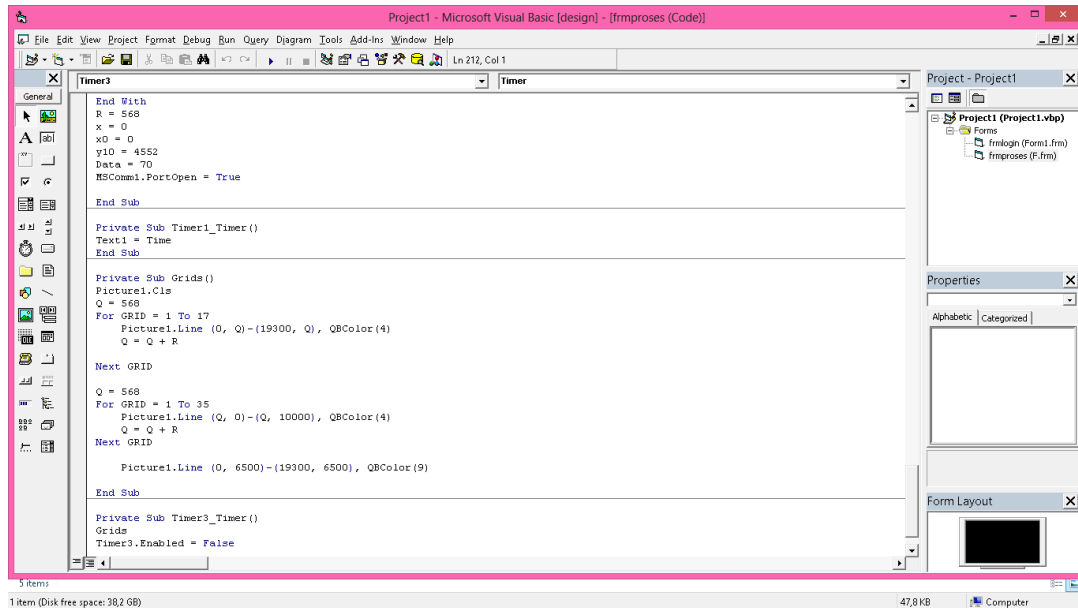 Project1 - Microsoft Visual Basic [design] - [frmproses (Code)]
File Edit View Project Format Debug Run Query Diagram Tools Add-Ins Window Help
Ln 212, Col 1
General
Timer3
Timer
End With
R = 568
x = 0
x0 = 0
y10 = 4552
Data = 70
MSComm1.PortOpen = True
End Sub
Private Sub Timer1_Timer()
Text1 = Time
End Sub
Private Sub Grids()
Picture1.Cls
Q = 568
For GRID = 1 To 17
Picture1.Line (0, Q)-(19300, Q), QBColor(4)
Q = Q + R
Next GRID
Q = 568
For GRID = 1 To 35
Picture1.Line (Q, 0)-(Q, 10000), QBColor(4)
Q = Q + R
Next GRID
Picture1.Line (0, 6500)-(19300, 6500), QBColor(9)
End Sub
Private Sub Timer3_Timer()
Grids
Timer3.Enabled = False
Project - Project1
Project1 (Project1.vbp)
Forms
frmlogin (Form1.frm)
frmproses (F.frm)
Properties
Alphabetic Categorized
Form Layout
5 items
1 item (Disk free space: 38,2 GB)
47,8 KB
Computer